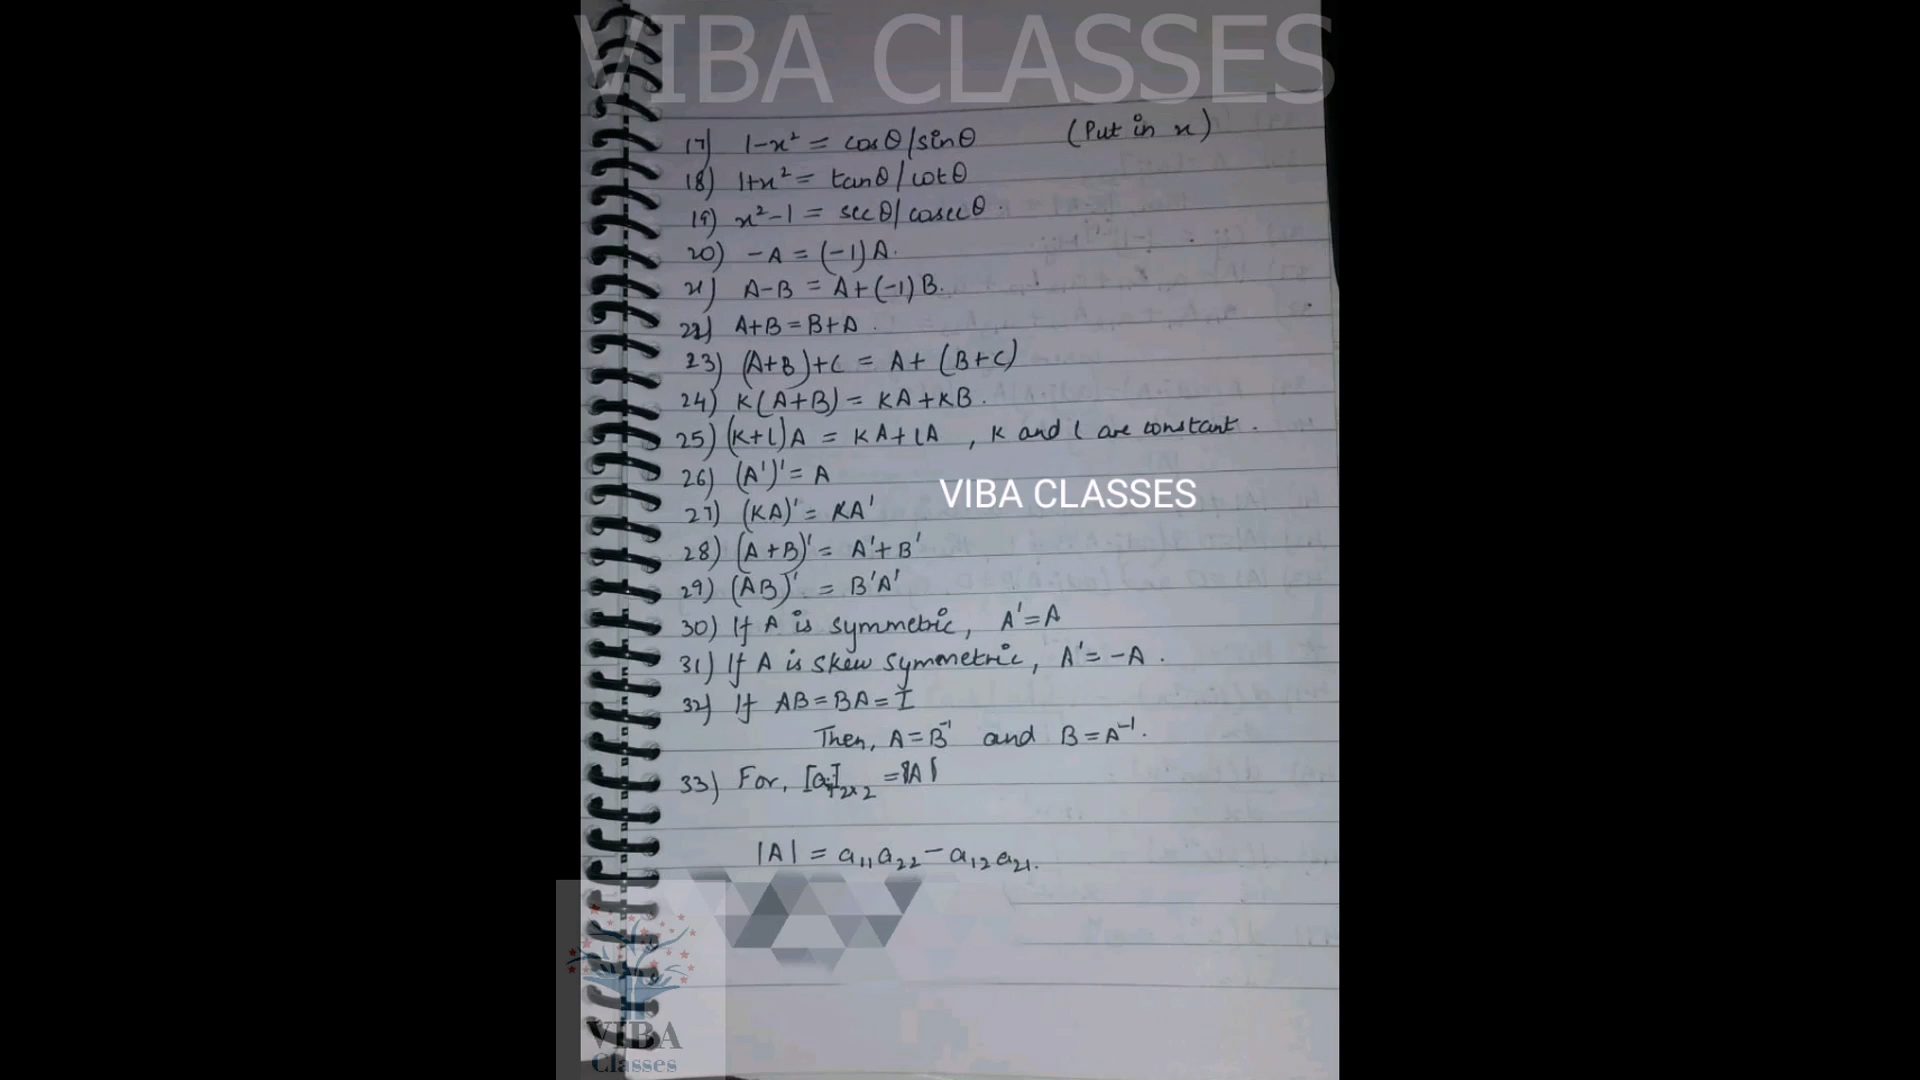 VIBA CLASSES
17) 1-x² = cosθ/sinθ (Put in x)
18) 1+x² = tanθ/cotθ
19) x²-1 = secθ/cosecθ.
20) -A = (-1)A.
21) A-B = A+(-1)B.
22) A+B = B+A.
23) (A+B)+C = A+(B+C)
24) K(A+B) = KA+KB.
25) (K+l)A = KA+lA, K and l are constant.
26) (A')' = A
VIBA CLASSES
27) (KA)' = KA'
28) (A+B)' = A'+B'
29) (AB)' = B'A'
30) If A is symmetric, A'=A
31) If A is skew symmetric, A'=-A.
32) If AB=BA=I
Then, A=B⁻¹ and B=A⁻¹.
33) For, [aij]2x2 = |A|
|A| = a₁₁a₂₂-a₁₂a₂₁.
VIBA
Classes